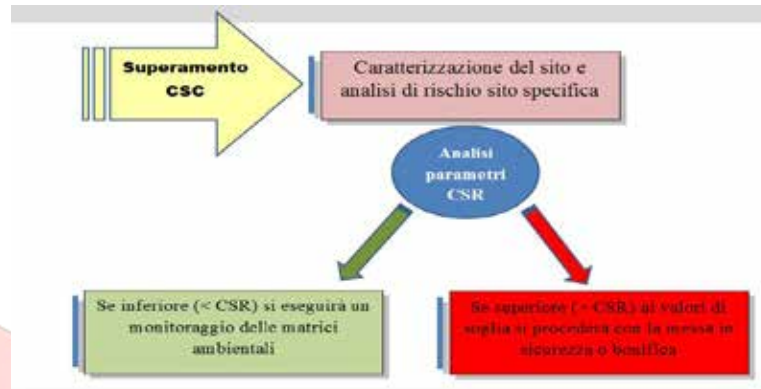 Superamento
CSC
Caratterizzazione del sito e
analisi di rischio sito specifica
Analisi
parametri
CSR
Se inferiore (< CSR) si eseguirà un
monitoraggio delle matrici
ambientali
Se superiore ( CSR) ai valori di
soglia si procederà con la messa in
sicurezza o bonifica